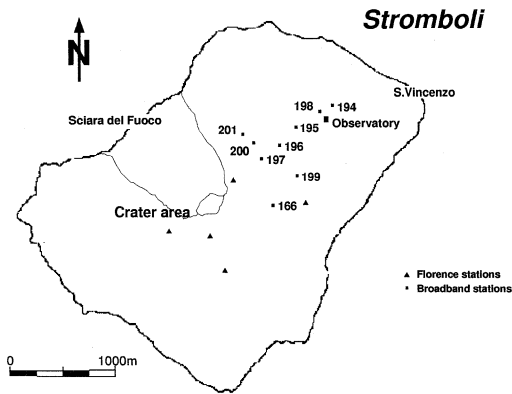 Stromboli
N
S.Vincenzo
198
194
Sciara del Fuoco
Observatory
201
195
200
196
197
199
Crater area
166
Florence stations
Broadband stations
0
1000m